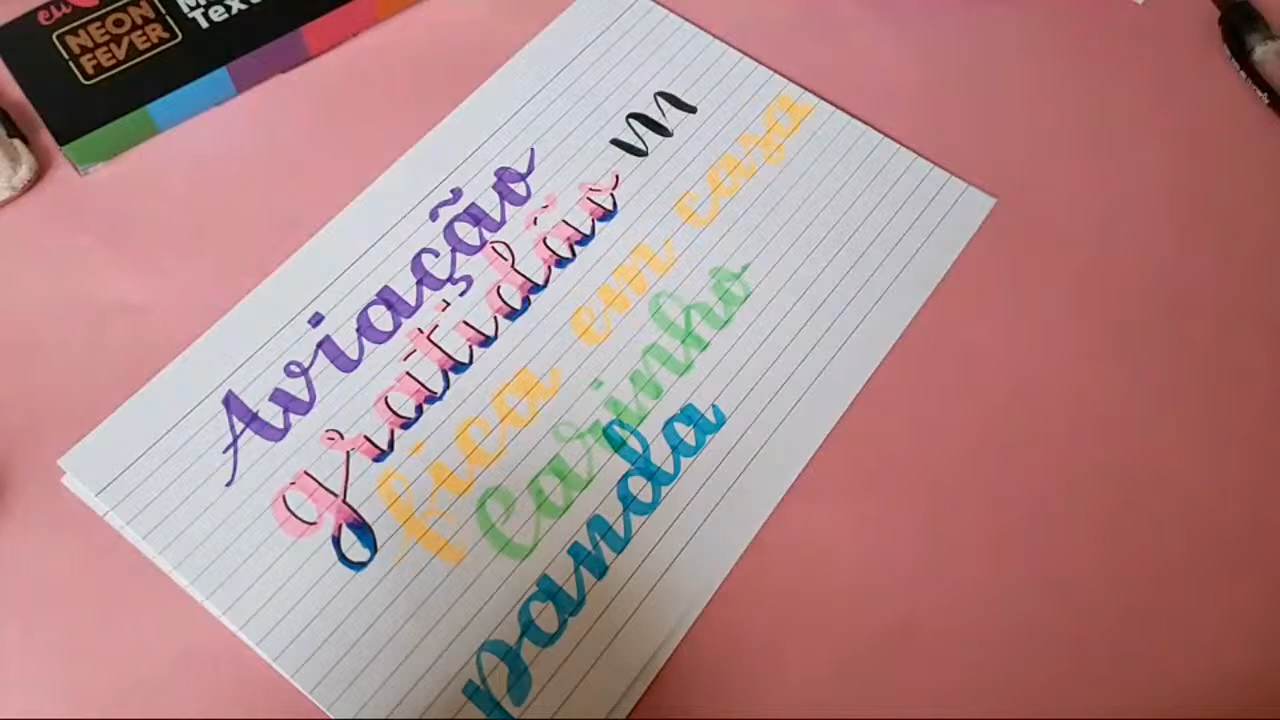 NEON
FEVER
Aviação
gratidão m
fica em casa
Carinho
panda